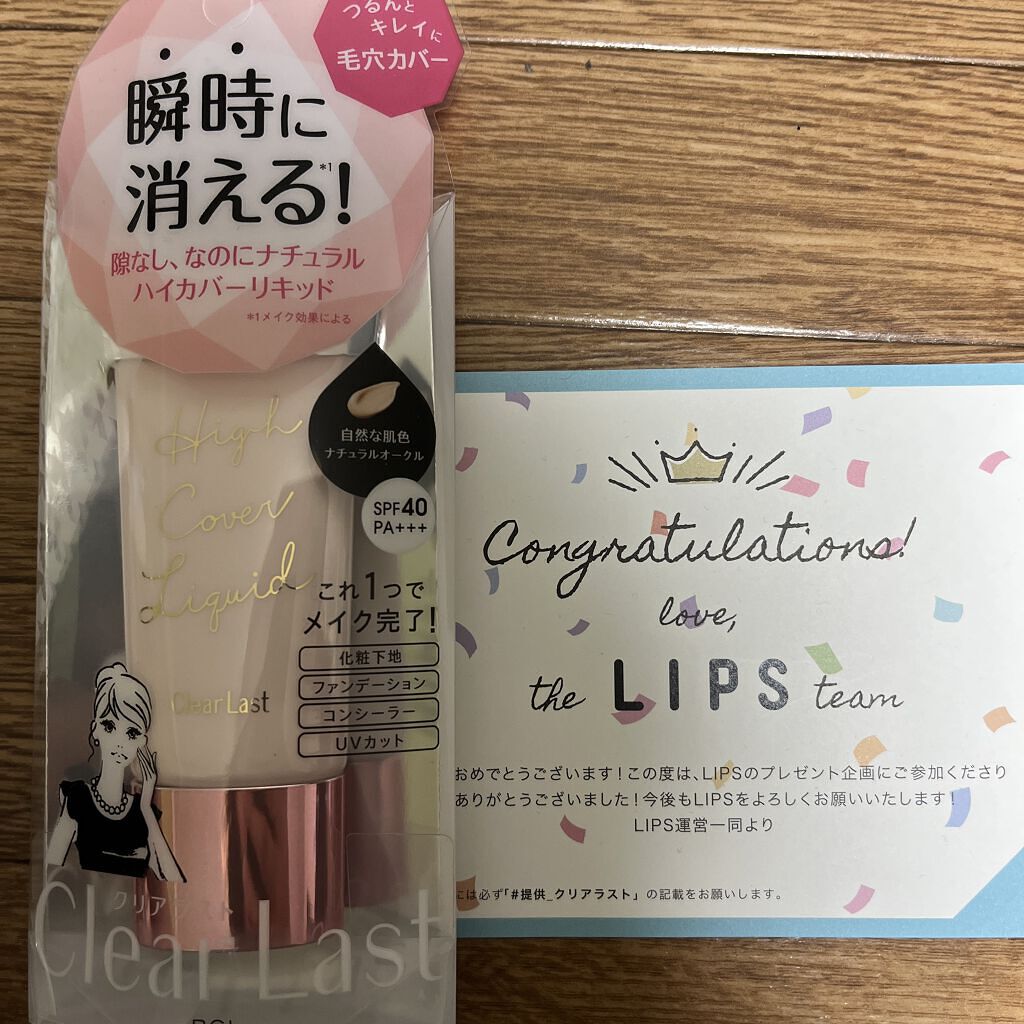 つるんと
キレイに
毛穴カバー
瞬時に
消える!*1
隙なし、なのにナチュラル
ハイカバーリキッド
*1メイク効果による
High
Cover
Liquid
自然な肌色
ナチュラルオークル
SPF40
PA+++
これ1つで
メイク完了!
化粧下地
ファンデーション
コンシーラー
UVカット
Clear Last
クリアラスト
Clear Last
Congratulations!
love,
the LIPS team
おめでとうございます!この度は、LIPSのプレゼント企画にご参加くださり
ありがとうございました!今後もLIPSをよろしくお願いいたします!
LIPS運営一同より
には必ず「#提供_クリアラスト」の記載をお願いします。